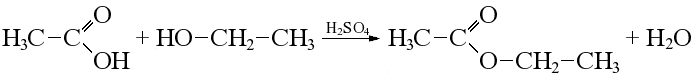 O O
H₃C–C + HO–CH₂–CH₃ H₂SO₄ H₃C–C + H₂O
OH O–CH₂–CH₃